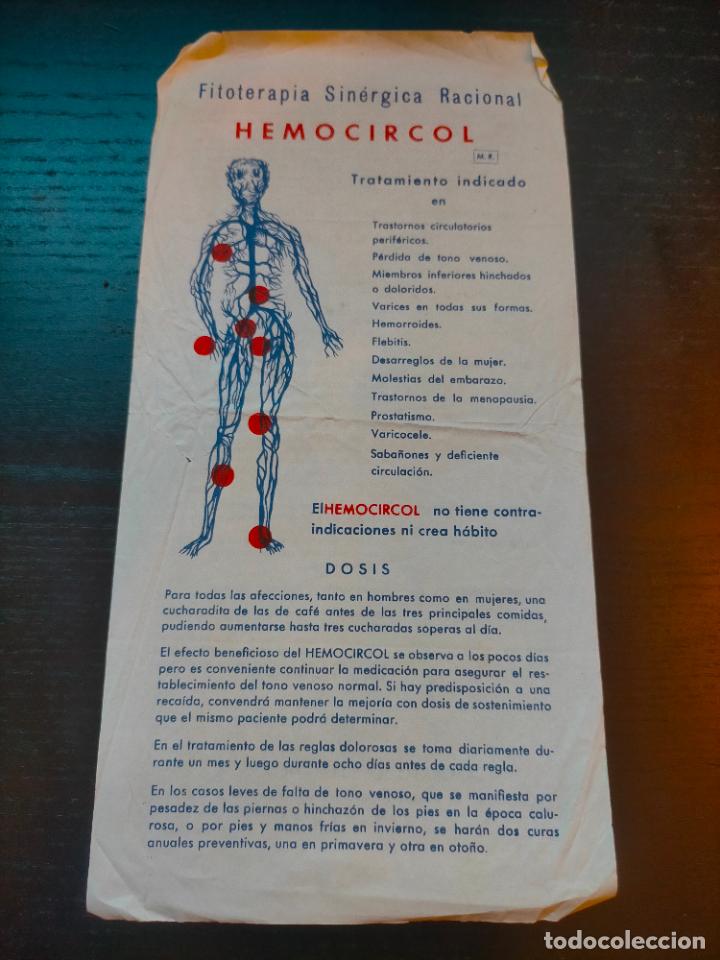 Fitoterapia Sinérgica Racional
HEMOCIRCOL
M. R.
Tratamiento indicado
en
Trastornos circulatorios
periféricos.
Pérdida de tono venoso.
Miembros inferiores hinchados
o doloridos.
Varices en todas sus formas.
Hemorroides.
Flebitis.
Desarreglos de la mujer.
Molestias del embarazo.
Trastornos de la menopausia.
Prostatismo.
Varicocele.
Sabañones y deficiente
circulación.
El HEMOCIRCOL no tiene contra-
indicaciones ni crea hábito
DOSIS
Para todas las afecciones, tanto en hombres como en mujeres, una
cucharadita de las de café antes de las tres principales comidas,
pudiendo aumentarse hasta tres cucharadas soperas al día.
El efecto beneficioso del HEMOCIRCOL se observa a los pocos días
pero es conveniente continuar la medicación para asegurar el res-
tablecimiento del tono venoso normal. Si hay predisposición a una
recaída, convendrá mantener la mejoría con dosis de sostenimiento
que el mismo paciente podrá determinar.
En el tratamiento de las reglas dolorosas se toma diariamente du-
rante un mes y luego durante ocho días antes de cada regla.
En los casos leves de falta de tono venoso, que se manifiesta por
pesadez de las piernas o hinchazón de los pies en la época calu-
rosa, o por pies y manos frías en invierno, se harán dos curas
anuales preventivas, una en primavera y otra en otoño.
todocoleccion
todocoleccion.net